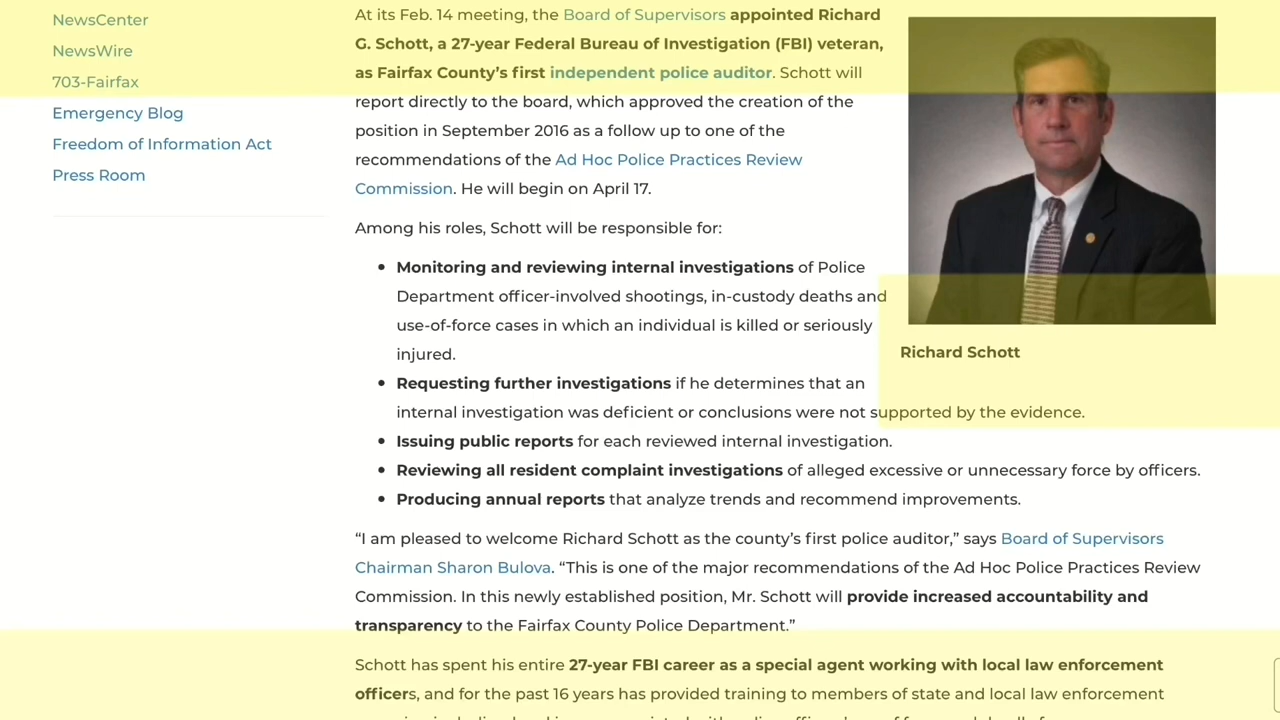 NewsCenter
NewsWire
703-Fairfax
Emergency Blog
Freedom of Information Act
Press Room
At its Feb. 14 meeting, the Board of Supervisors appointed Richard
G. Schott, a 27-year Federal Bureau of Investigation (FBI) veteran,
as Fairfax County’s first independent police auditor. Schott will
report directly to the board, which approved the creation of the
position in September 2016 as a follow up to one of the
recommendations of the Ad Hoc Police Practices Review
Commission. He will begin on April 17.
Richard Schott
Among his roles, Schott will be responsible for:
• Monitoring and reviewing internal investigations of Police
Department officer-involved shootings, in-custody deaths and
use-of-force cases in which an individual is killed or seriously
injured.
• Requesting further investigations if he determines that an
internal investigation was deficient or conclusions were not supported by the evidence.
• Issuing public reports for each reviewed internal investigation.
• Reviewing all resident complaint investigations of alleged excessive or unnecessary force by officers.
• Producing annual reports that analyze trends and recommend improvements.
“I am pleased to welcome Richard Schott as the county’s first police auditor,” says Board of Supervisors
Chairman Sharon Bulova. “This is one of the major recommendations of the Ad Hoc Police Practices Review
Commission. In this newly established position, Mr. Schott will provide increased accountability and
transparency to the Fairfax County Police Department.”
Schott has spent his entire 27-year FBI career as a special agent working with local law enforcement
officers, and for the past 16 years has provided training to members of state and local law enforcement